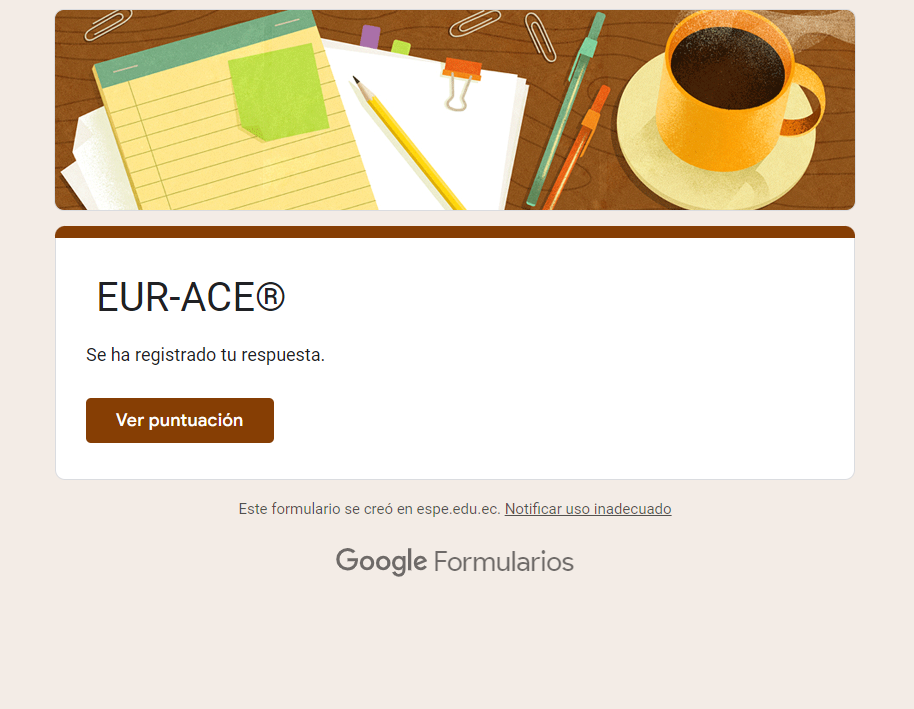 EUR-ACE®
Se ha registrado tu respuesta.
Ver puntuación
Este formulario se creó en espe.edu.ec. Notificar uso inadecuado
Google Formularios